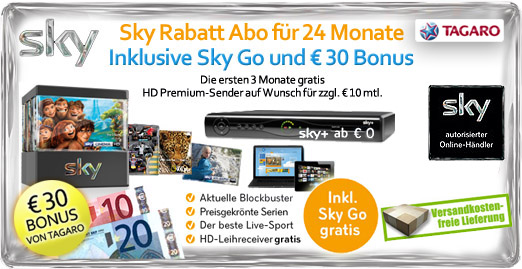 sky
Sky Rabatt Abo für 24 Monate
TAGARO
Inklusive Sky Go und € 30 Bonus
Die ersten 3 Monate gratis
HD Premium-Sender auf Wunsch für zzgl. € 10 mtl.
sky+ ab € 0
sky
autorisierter
Online-Händler
sky
€ 30
BONUS
VON TAGARO
10
20
Aktuelle Blockbuster
Preisgekrönte Serien
Der beste Live-Sport
HD-Leihreceiver gratis
Inkl.
Sky Go
gratis
Versandkosten-
freie Lieferung